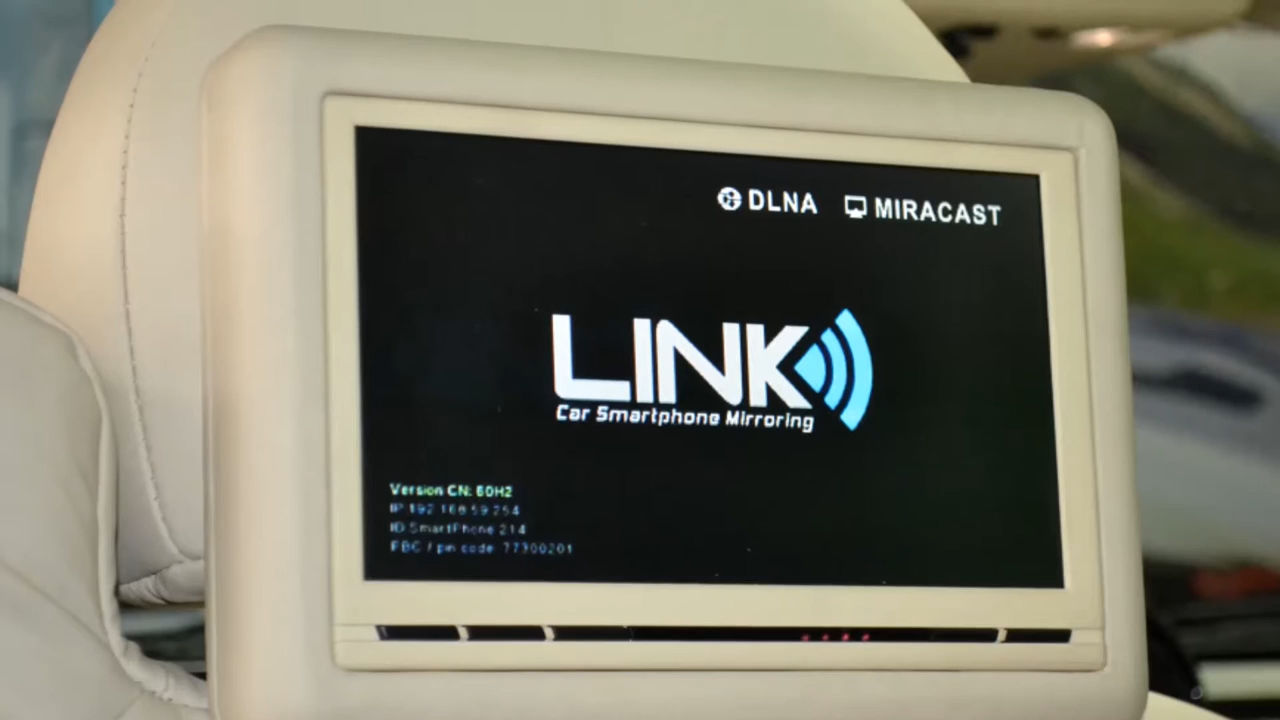 DLNA MIRACAST
LINK
Car Smartphone Mirroring
Version CN: 60H2
IP 192.168.59.254
ID SmartPhone 214
PBC / pin code: 77300201